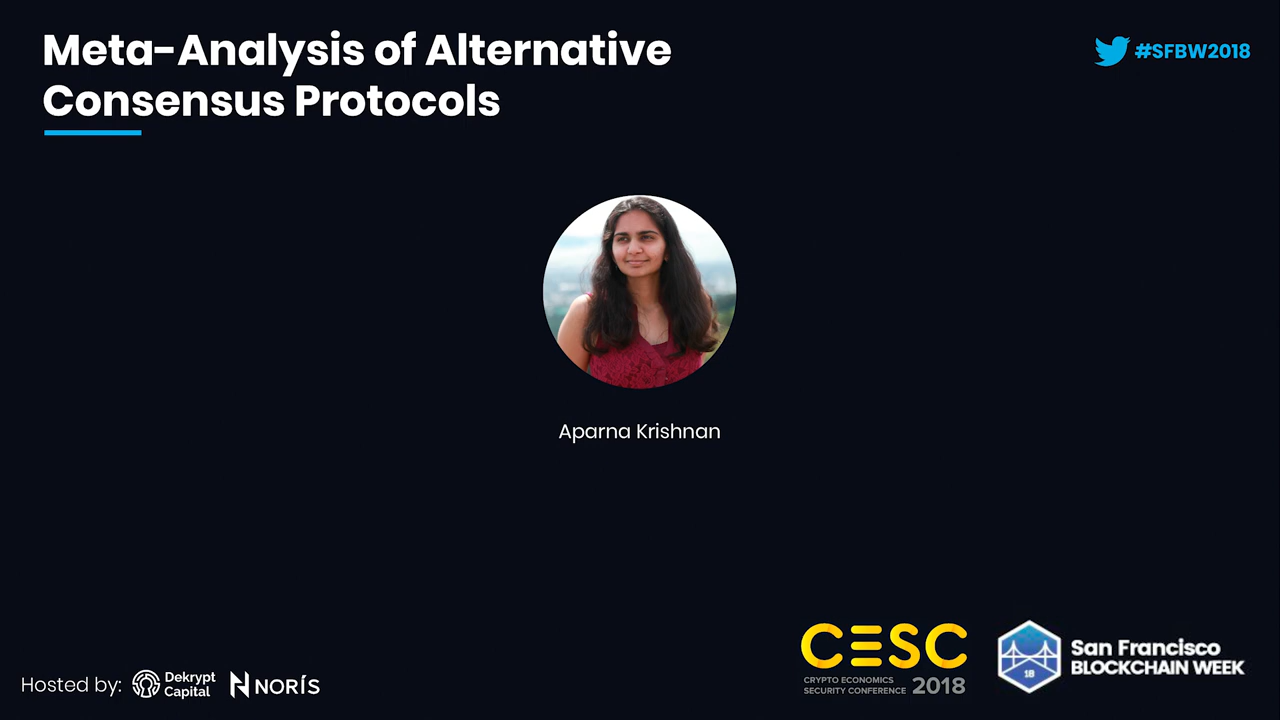 Meta-Analysis of Alternative
Consensus Protocols
#SFBW2018
Aparna Krishnan
Hosted by:
Dekrypt
Capital
NORÍS
CESC
CRYPTO ECONOMICS
SECURITY CONFERENCE 2018
18
San Francisco
BLOCKCHAIN WEEK